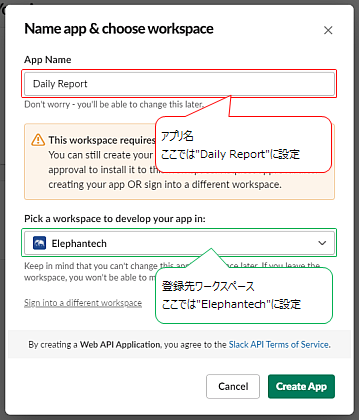 Name app & choose workspace
App Name
Daily Report
Don't worry - you'll be able to change this later.
アプリ名
ここでは"Daily Report"に設定
This workspace requires
You can still create your
approval to install it to th
creating your app OR sign into a different workspace.
Pick a workspace to develop your app in:
Elephantech
Keep in mind that you can't change this app
later. If you leave the
workspace, you won't be able to m
登録先ワークスペース
ここでは"Elephantech"に設定
Sign into a different workspace
By creating a Web API Application, you agree to the Slack API Terms of Service.
Cancel
Create App